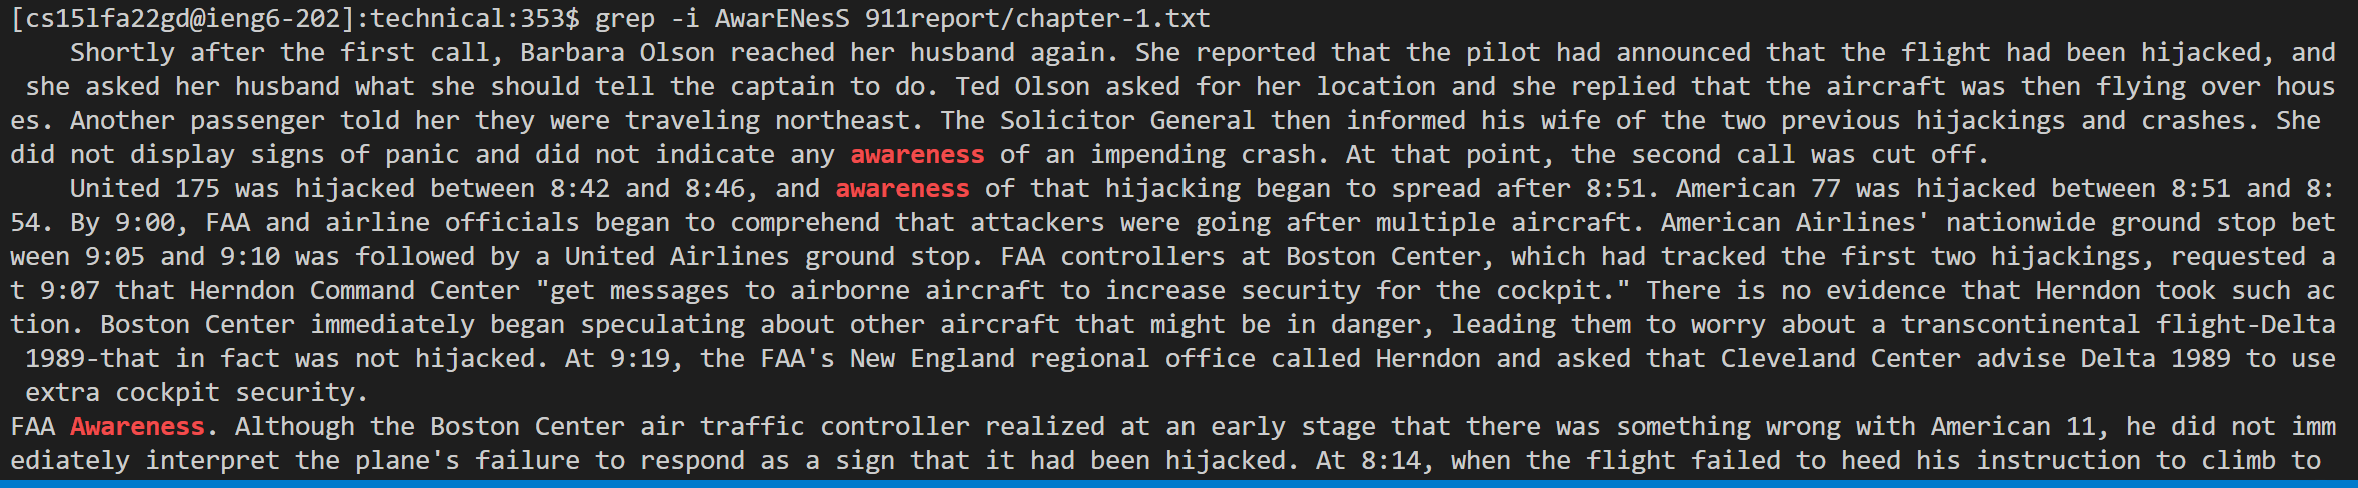 [cs15lfa22gd@ieng6-202]:technical:353$ grep -i AwarENesS 911report/chapter-1.txt
    Shortly after the first call, Barbara Olson reached her husband again. She reported that the pilot had announced that the flight had been hijacked, and
 she asked her husband what she should tell the captain to do. Ted Olson asked for her location and she replied that the aircraft was then flying over hous
es. Another passenger told her they were traveling northeast. The Solicitor General then informed his wife of the two previous hijackings and crashes. She
did not display signs of panic and did not indicate any awareness of an impending crash. At that point, the second call was cut off.
    United 175 was hijacked between 8:42 and 8:46, and awareness of that hijacking began to spread after 8:51. American 77 was hijacked between 8:51 and 8:
54. By 9:00, FAA and airline officials began to comprehend that attackers were going after multiple aircraft. American Airlines' nationwide ground stop bet
ween 9:05 and 9:10 was followed by a United Airlines ground stop. FAA controllers at Boston Center, which had tracked the first two hijackings, requested a
t 9:07 that Herndon Command Center "get messages to airborne aircraft to increase security for the cockpit." There is no evidence that Herndon took such ac
tion. Boston Center immediately began speculating about other aircraft that might be in danger, leading them to worry about a transcontinental flight-Delta
 1989-that in fact was not hijacked. At 9:19, the FAA's New England regional office called Herndon and asked that Cleveland Center advise Delta 1989 to use
 extra cockpit security.
FAA Awareness. Although the Boston Center air traffic controller realized at an early stage that there was something wrong with American 11, he did not imm
ediately interpret the plane's failure to respond as a sign that it had been hijacked. At 8:14, when the flight failed to heed his instruction to climb to